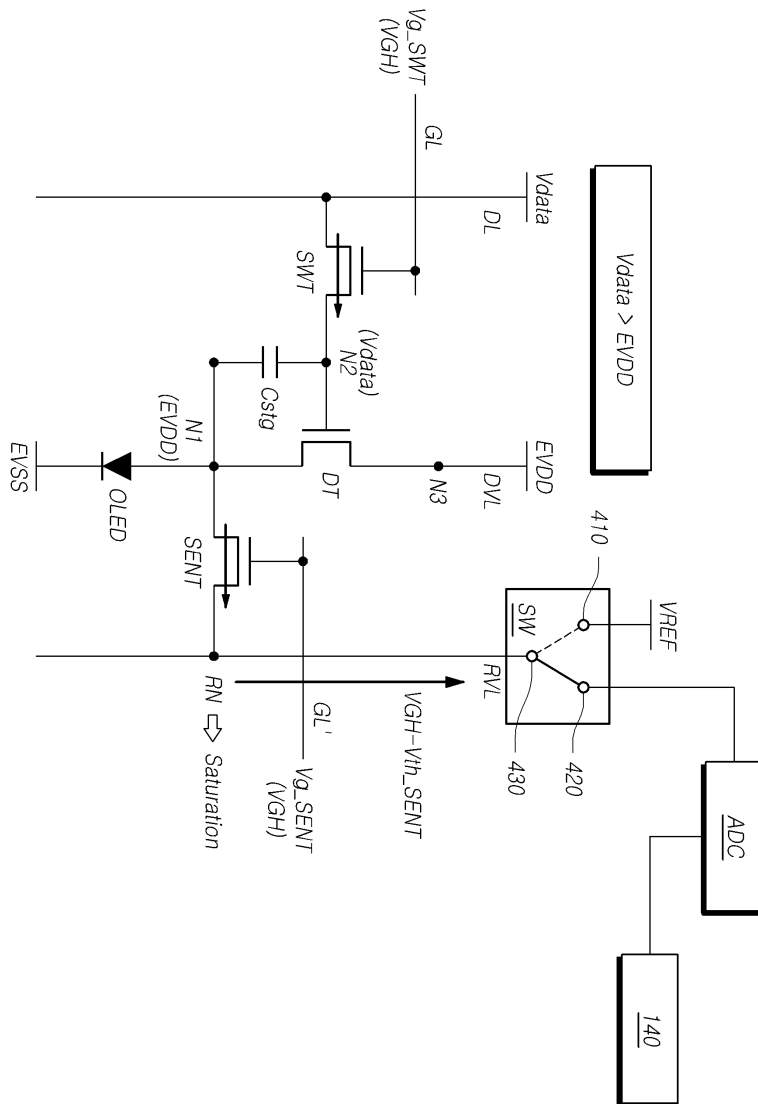 Vdata > EVDD
Vg_SWT
(VGH)
GL
Vdata
DL
SWT
(Vdata)
N2
Cstg
N1
(EVDD)
DT
N3
EVDD
DVL
EVSS
OLED
SENT
RN ⇨ Saturation
GL'
Vg_SENT
(VGH)
VGH-Vth_SENT
RVL
SW
410
420
430
VREF
ADC
140